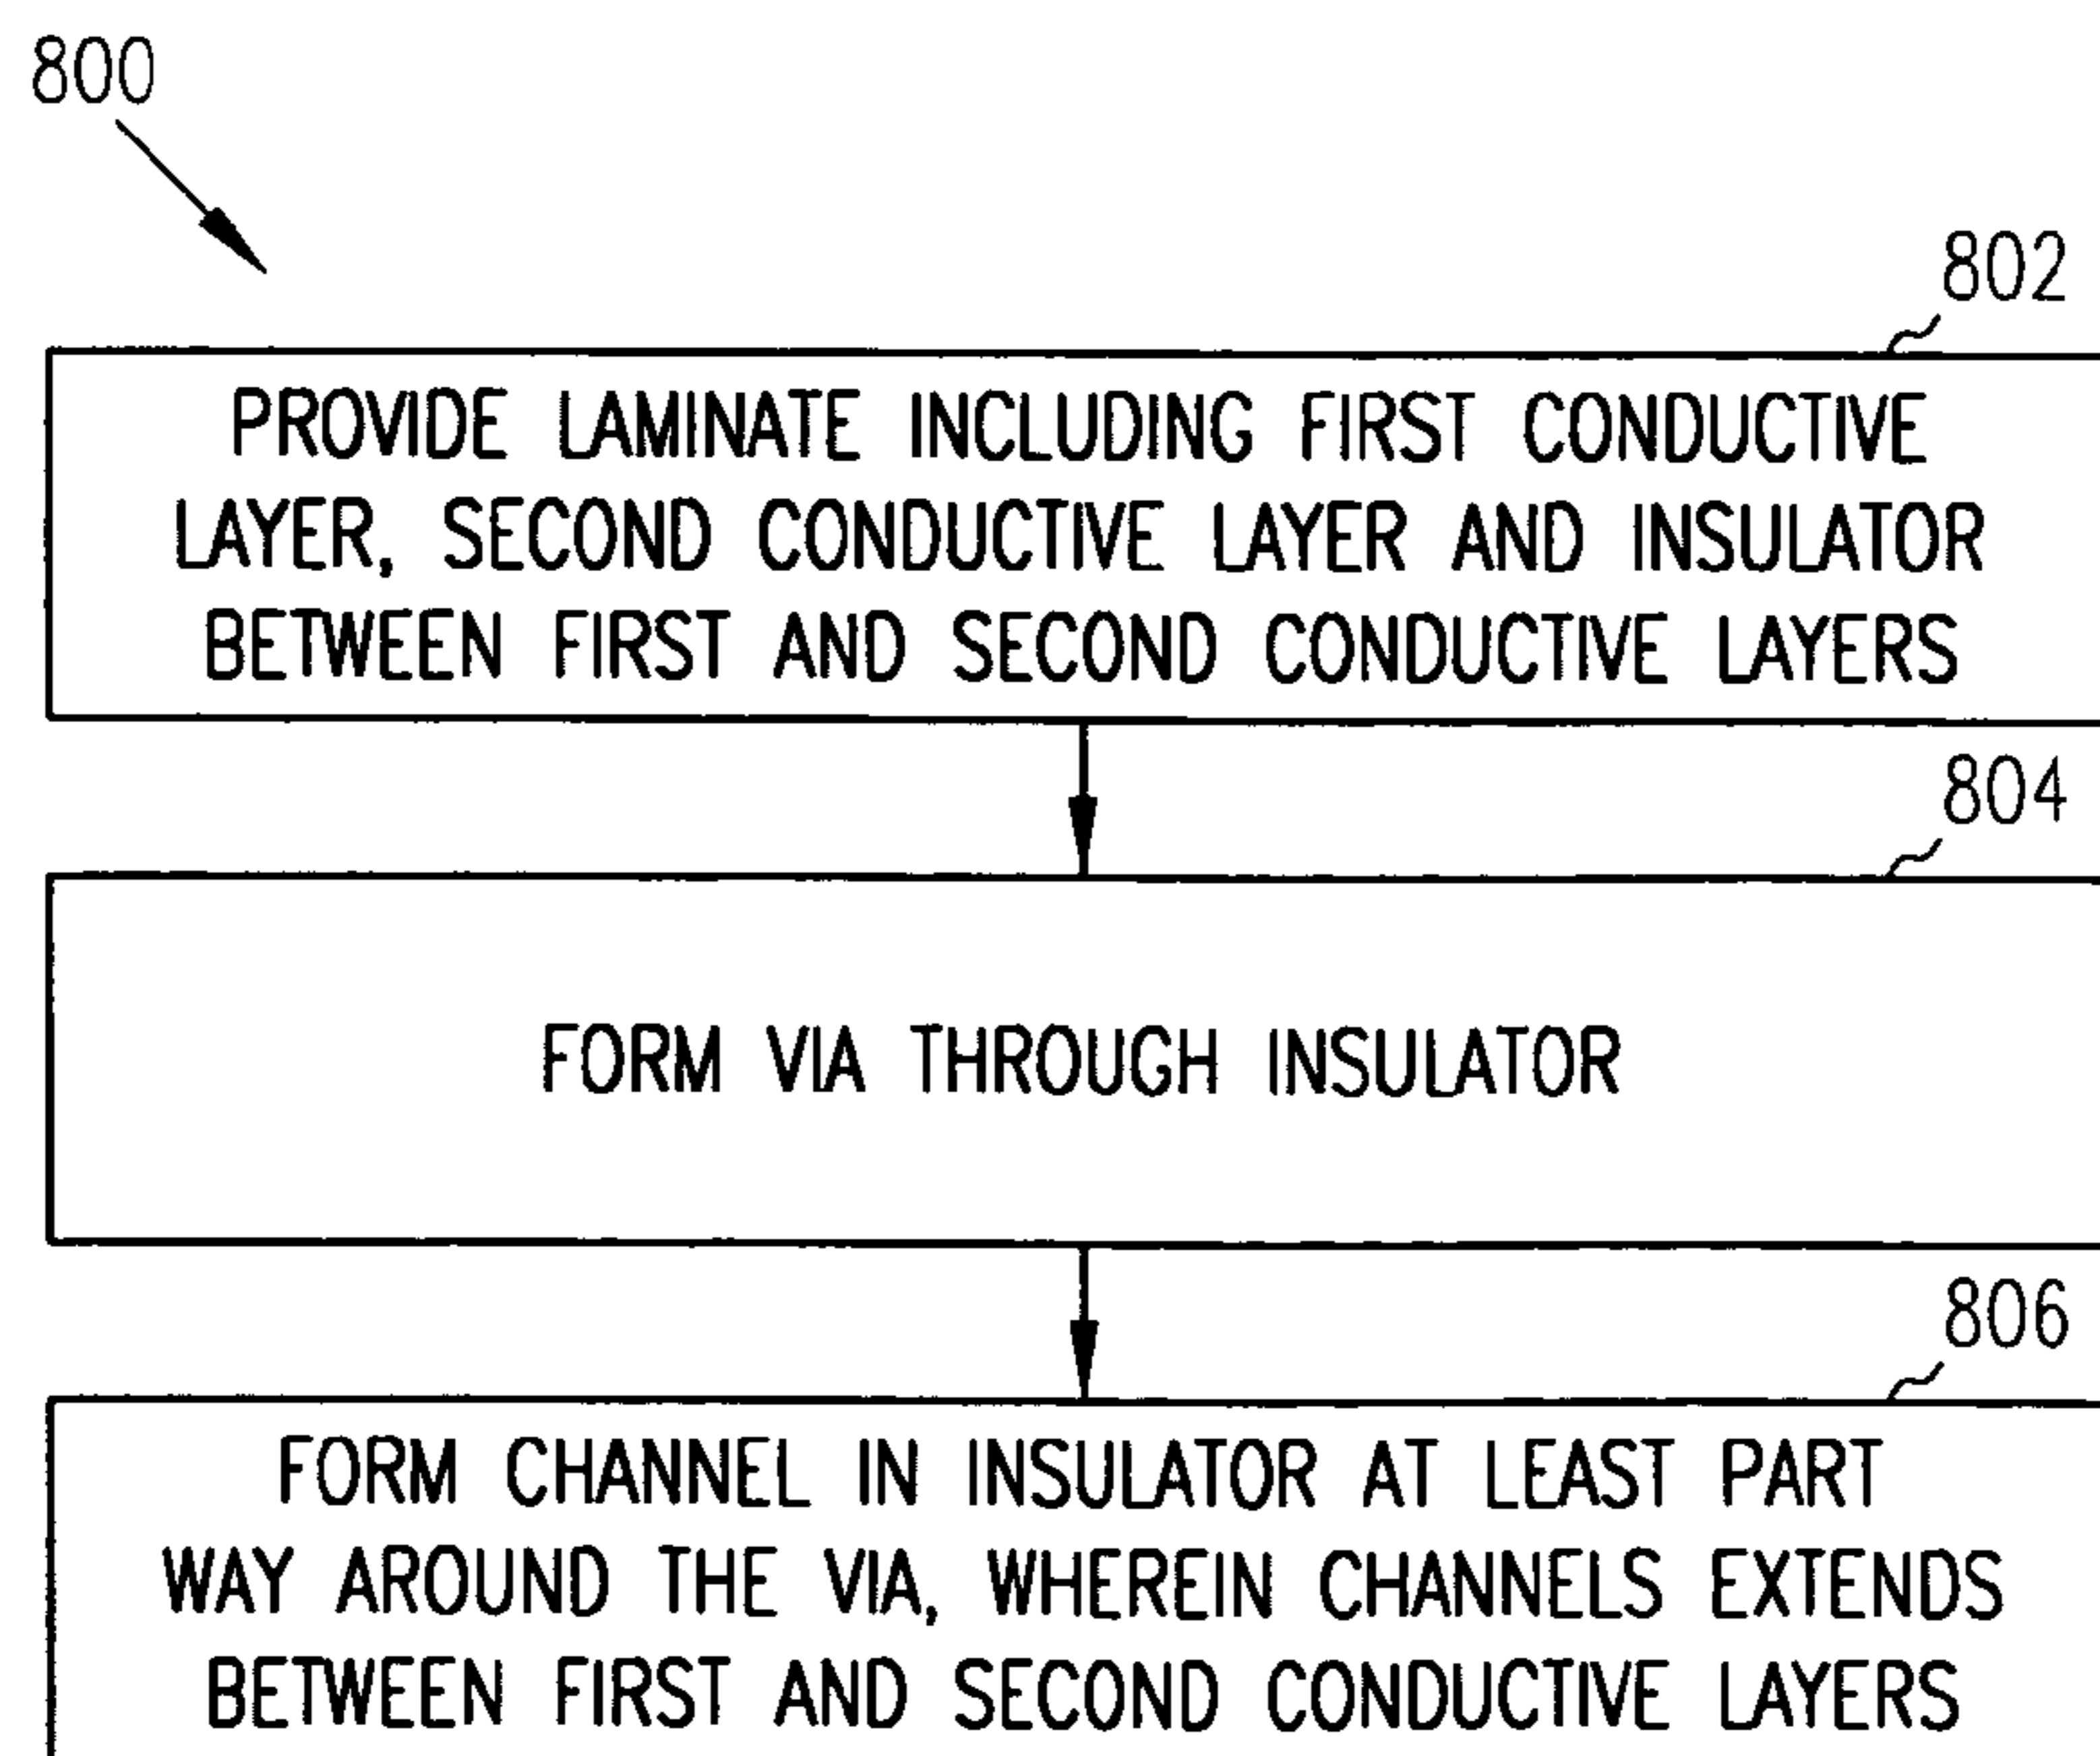 800
802
PROVIDE LAMINATE INCLUDING FIRST CONDUCTIVE
LAYER, SECOND CONDUCTIVE LAYER AND INSULATOR
BETWEEN FIRST AND SECOND CONDUCTIVE LAYERS
804
FORM VIA THROUGH INSULATOR
806
FORM CHANNEL IN INSULATOR AT LEAST PART
WAY AROUND THE VIA, WHEREIN CHANNELS EXTENDS
BETWEEN FIRST AND SECOND CONDUCTIVE LAYERS